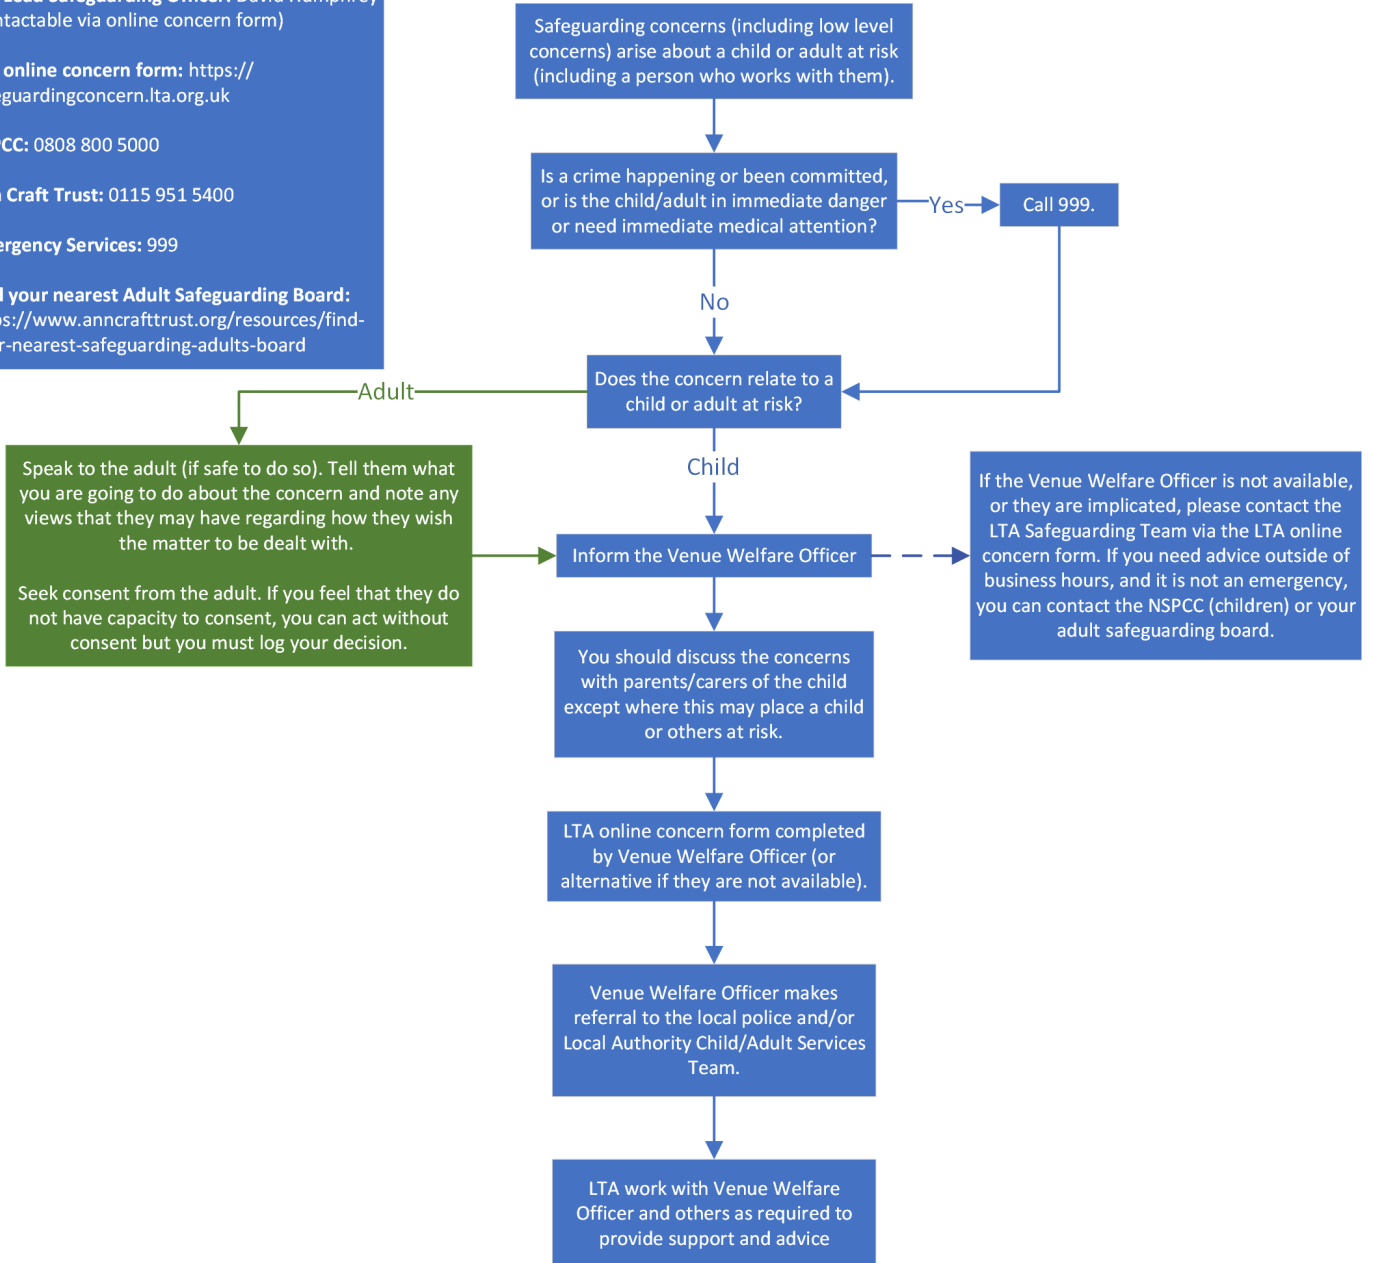 Lead Safeguarding Officer: David Humphrey
ntactable via online concern form)
online concern form: https://
eguardingconcern.lta.org.uk
CC: 0808 800 5000
Craft Trust: 0115 951 5400
ergency Services: 999
your nearest Adult Safeguarding Board:
s://www.anncrafttrust.org/resources/find-
r-nearest-safeguarding-adults-board
Safeguarding concerns (including low level
concerns) arise about a child or adult at risk
(including a person who works with them).
Is a crime happening or been committed,
or is the child/adult in immediate danger
or need immediate medical attention?
Yes
Call 999.
No
Does the concern relate to a
child or adult at risk?
Adult
Speak to the adult (if safe to do so). Tell them what
you are going to do about the concern and note any
views that they may have regarding how they wish
the matter to be dealt with.
Seek consent from the adult. If you feel that they do
not have capacity to consent, you can act without
consent but you must log your decision.
Child
Inform the Venue Welfare Officer
If the Venue Welfare Officer is not available,
or they are implicated, please contact the
LTA Safeguarding Team via the LTA online
concern form. If you need advice outside of
business hours, and it is not an emergency,
you can contact the NSPCC (children) or your
adult safeguarding board.
You should discuss the concerns
with parents/carers of the child
except where this may place a child
or others at risk.
LTA online concern form completed
by Venue Welfare Officer (or
alternative if they are not available).
Venue Welfare Officer makes
referral to the local police and/or
Local Authority Child/Adult Services
Team.
LTA work with Venue Welfare
Officer and others as required to
provide support and advice